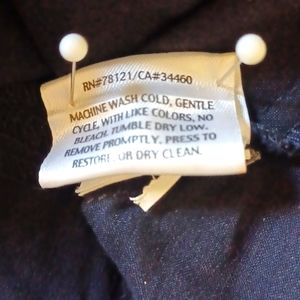 RN#78121/CA#34460
MACHINE WASH COLD, GENTLE
CYCLE, WITH LIKE COLORS, NO
BLEACH, TUMBLE DRY LOW.
REMOVE PROMPTLY, PRESS TO
RESTORE, OR DRY CLEAN.